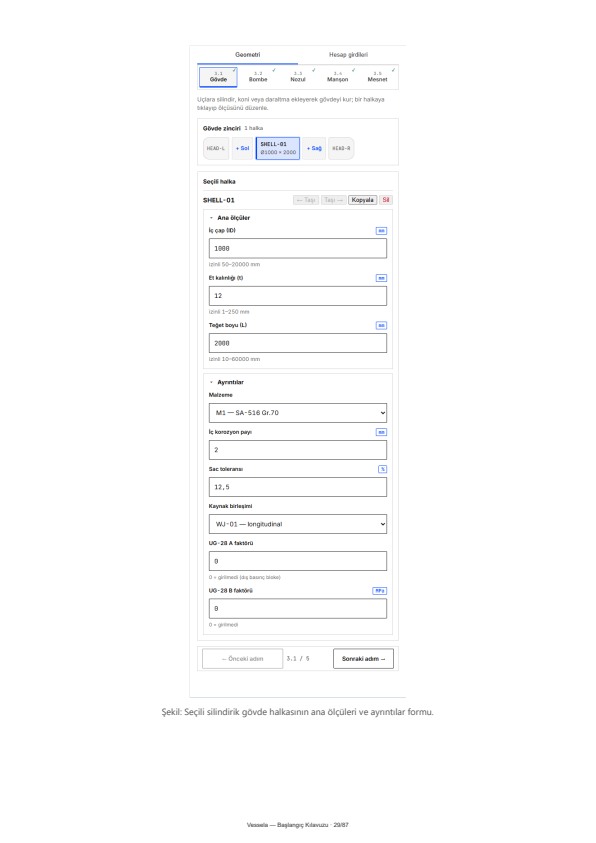 Geometri Hesap girdileri
3.1 3.2 3.3 3.4 3.5
Gövde Bombe Nozul Manşon Mesnet
Uçlara silindir, koni veya daraltma ekleyerek gövdeyi kur; bir halkaya
tıklayıp ölçüsünü düzenle.
Gövde zinciri 1 halka
HEAD-L + Sol SHELL-01 + Sağ HEAD-R
Ø1000 × 2000
Seçili halka
SHELL-01 ← Taşı Taşı → Kopyala Sil
Ana ölçüler
İç çap (ID) mm
1000
izinli 50–20000 mm
Et kalınlığı (t) mm
12
izinli 1–250 mm
Teğet boyu (L) mm
2000
izinli 10–60000 mm
Ayrıntılar
Malzeme
M1 — SA-516 Gr.70
İç korozyon payı mm
2
Sac toleransı %
12,5
Kaynak birleşimi
WJ-01 — longitudinal
UG-28 A faktörü
0
0 = girilmedi (dış basınç bloke)
UG-28 B faktörü MPa
0
0 = girilmedi
← Önceki adım 3.1 / 5 Sonraki adım →
Şekil: Seçili silindirik gövde halkasının ana ölçüleri ve ayrıntılar formu.
Vessela — Başlangıç Kılavuzu · 29/87